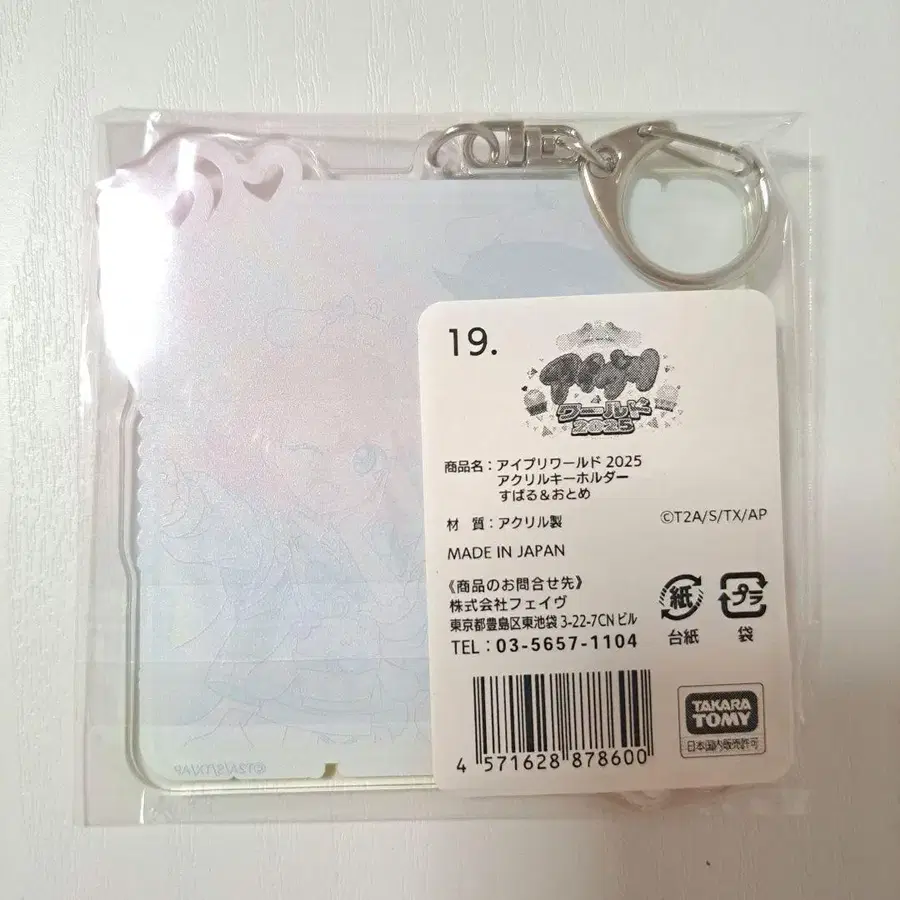 19.
アイプリ
ワールド
2025
商品名：アイプリワールド 2025
アクリルキーホルダー
すばる＆おとめ
材 質：アクリル製
©T2A/S/TX/AP
MADE IN JAPAN
《商品のお問合せ先》
株式会社フェイヴ
東京都豊島区東池袋 3-22-7CN ビル
TEL：03-5657-1104
紙
台紙
プラ
袋
4 571628 878600
TAKARA TOMY
日本国内販売許可
©T2A/S/TX/AP